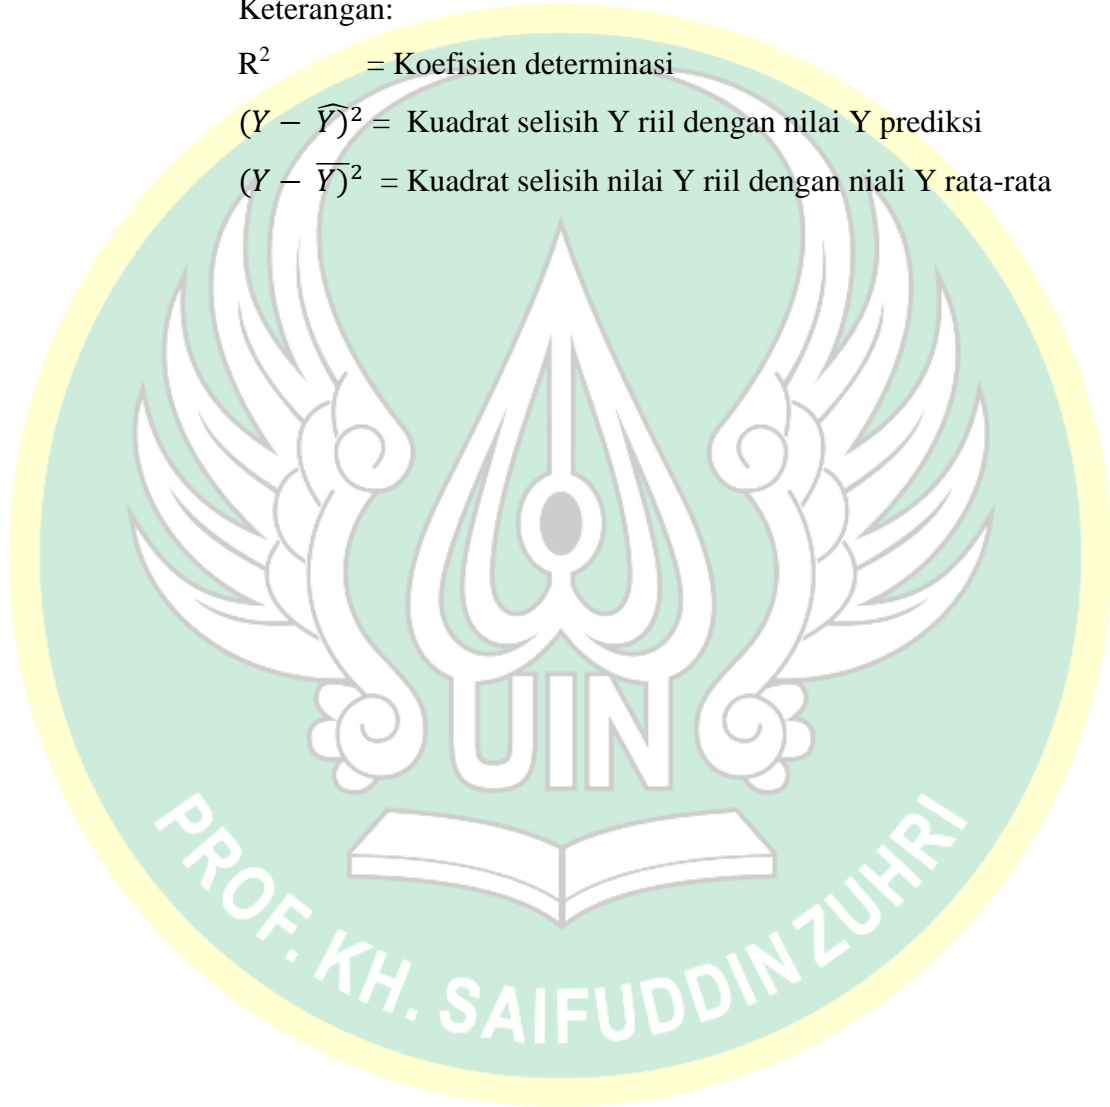 Keterangan:
R² = Koefisien determinasi
(Y − Ŷ)² = Kuadrat selisih Y riil dengan nilai Y prediksi
(Y − Y̅)² = Kuadrat selisih nilai Y riil dengan niali Y rata-rata
UIN
PROF. KH. SAIFUDDIN ZUHRI